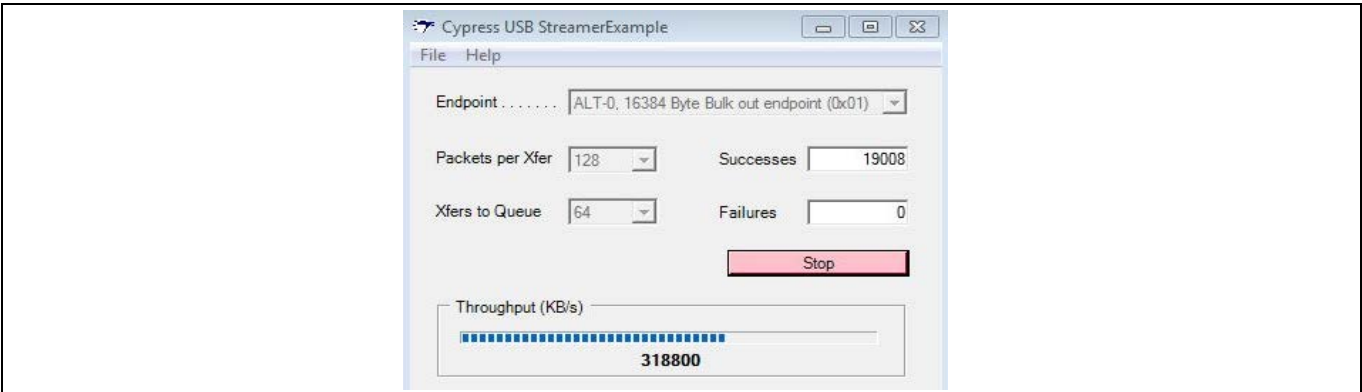 Cypress USB StreamerExample
File Help
Endpoint . . . . . . . ALT-0, 16384 Byte Bulk out endpoint (0x01)
Packets per Xfer 128 Successes 19008
Xfers to Queue 64 Failures 0
Stop
Throughput (KB/s)
318800